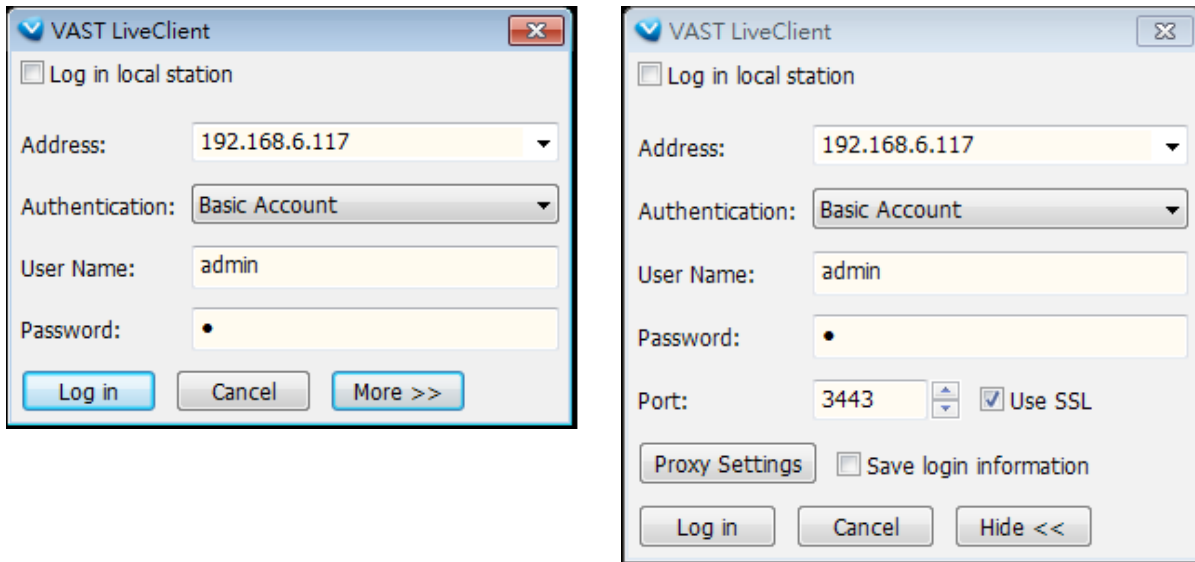 VAST LiveClient
Log in local station
Address: 192.168.6.117
Authentication: Basic Account
User Name: admin
Password: •
Log in Cancel More >>
VAST LiveClient
Log in local station
Address: 192.168.6.117
Authentication: Basic Account
User Name: admin
Password: •
Port: 3443 Use SSL
Proxy Settings Save login information
Log in Cancel Hide <<